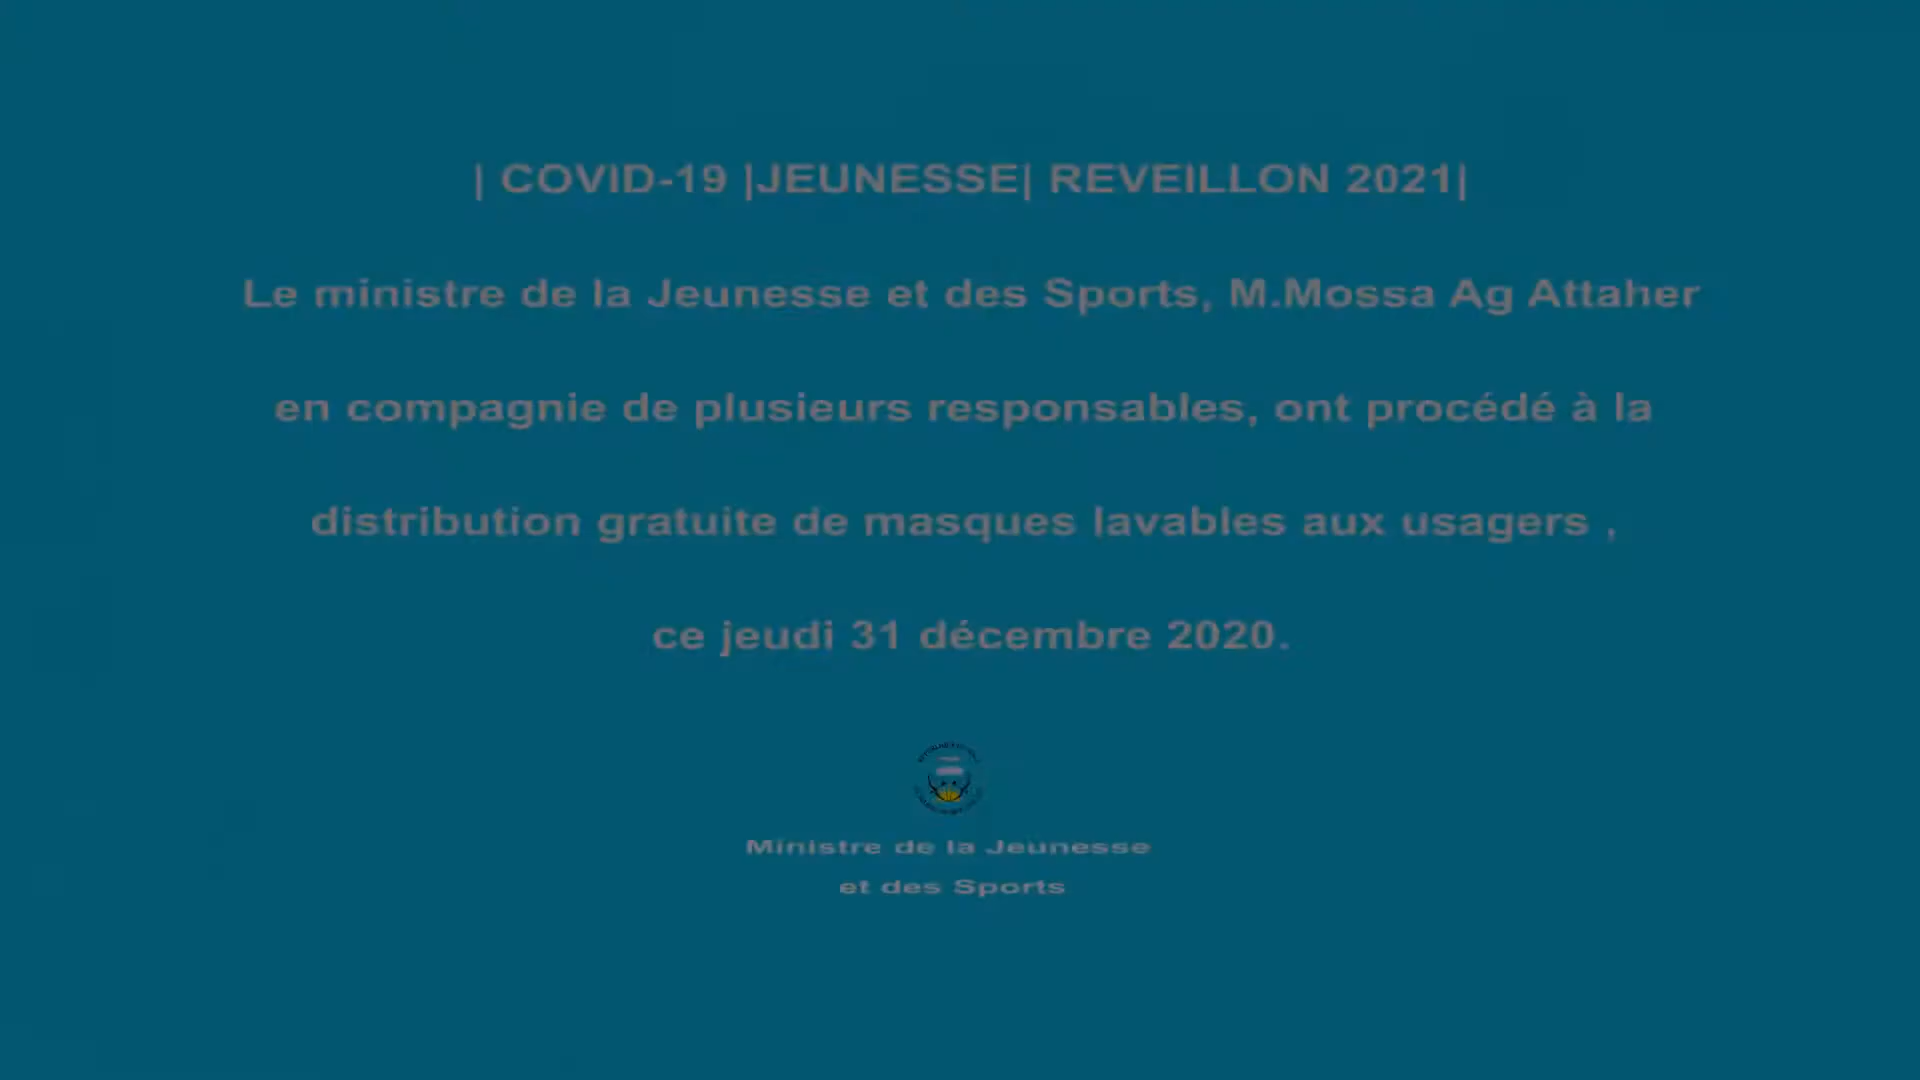 | COVID-19 |JEUNESSE| REVEILLON 2021|
Le ministre de la Jeunesse et des Sports, M.Mossa Ag Attaher
en compagnie de plusieurs responsables, ont procédé à la
distribution gratuite de masques lavables aux usagers ,
ce jeudi 31 décembre 2020.
Ministre de la Jeunesse
et des Sports